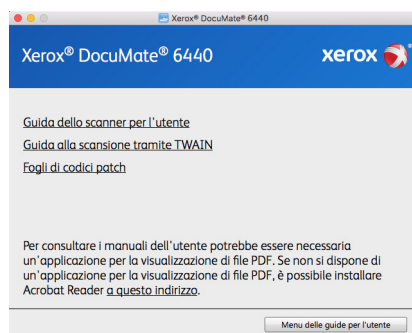 Xerox® DocuMate® 6440
Xerox® DocuMate® 6440
xerox
Guida dello scanner per l'utente
Guida alla scansione tramite TWAIN
Fogli di codici patch
Per consultare i manuali dell'utente potrebbe essere necessaria
un'applicazione per la visualizzazione di file PDF. Se non si dispone di
un'applicazione per la visualizzazione di file PDF, è possibile installare
Acrobat Reader a questo indirizzo.
Menu delle guide per l'utente